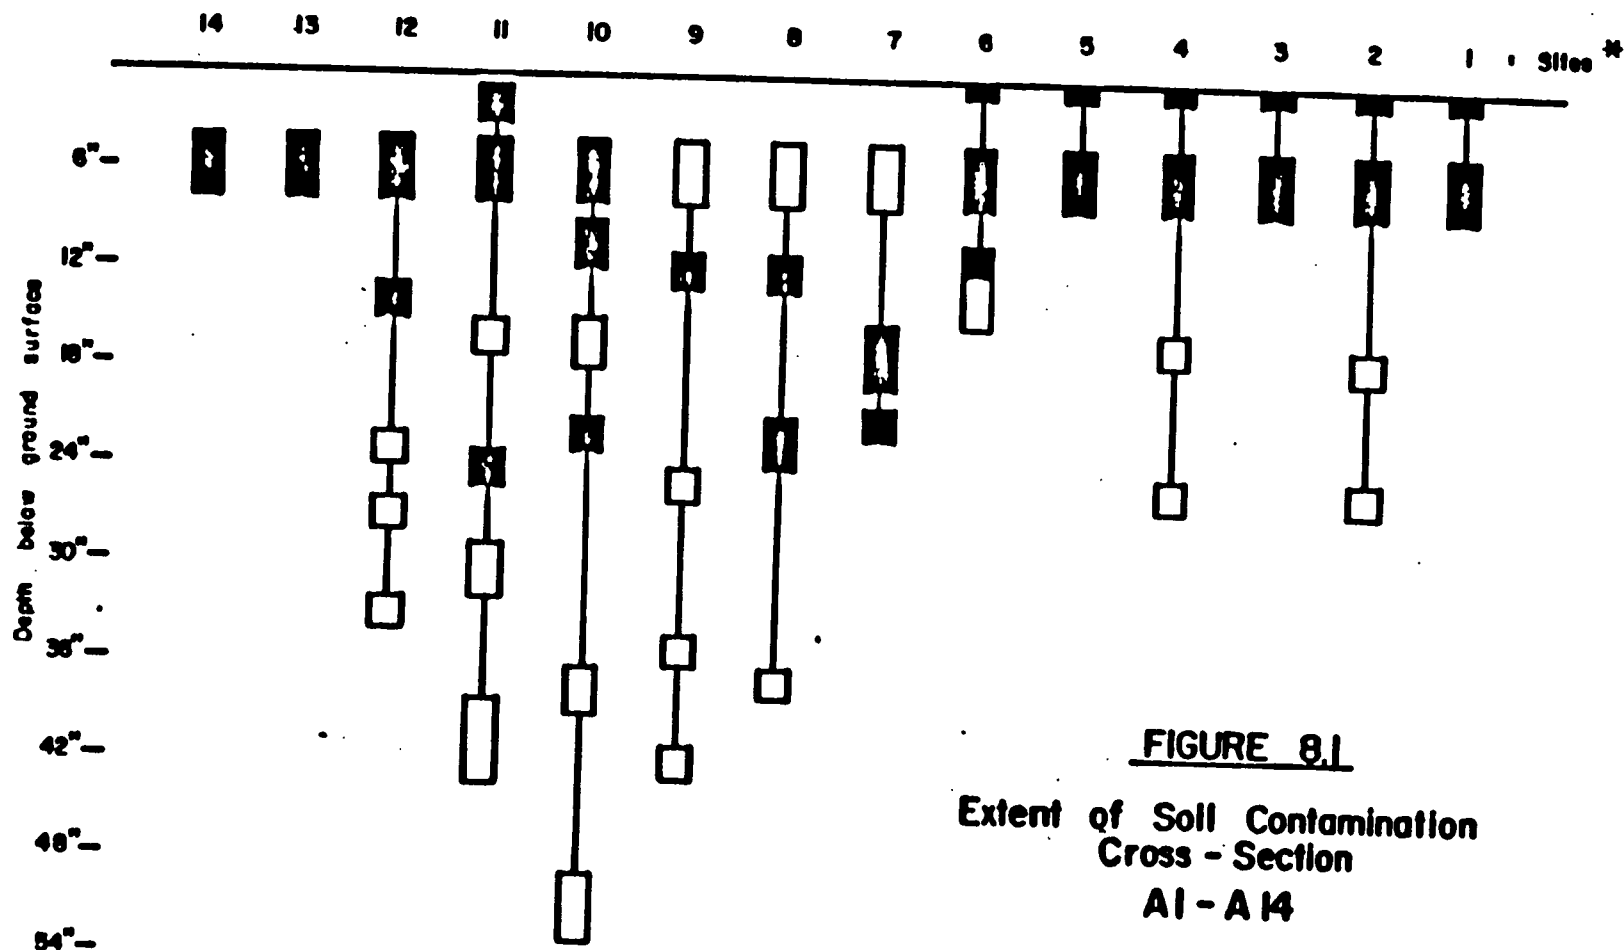 14 13 12 11 10 9 8 7 6 5 4 3 2 1 Sites *
6"
12"
18"
24"
30"
36"
42"
48"
54"
Depth below ground surface
FIGURE 8.1
Extent of Soil Contamination
Cross - Section
A1 - A14